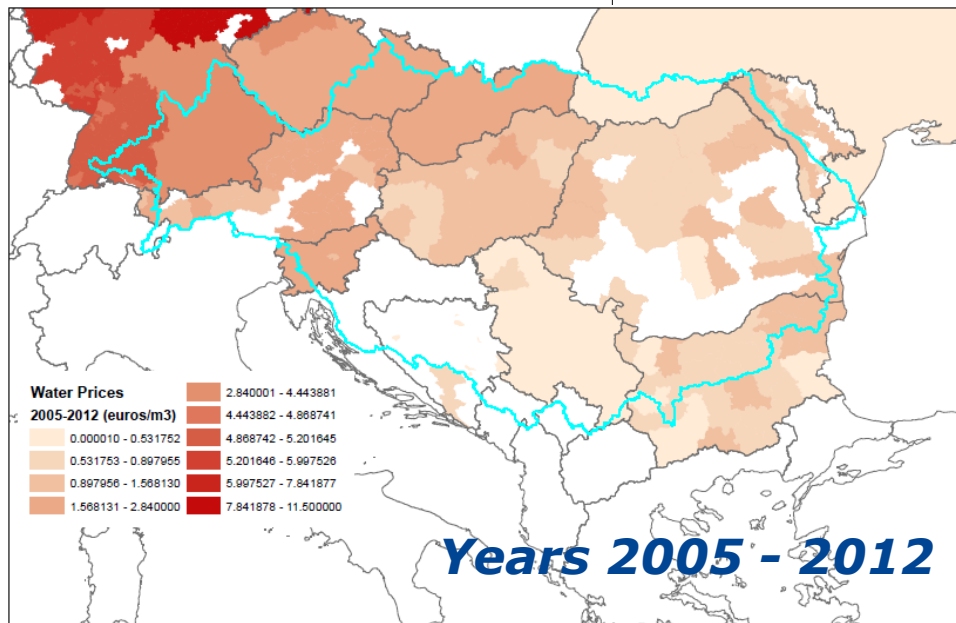 Water Prices
2005-2012 (euros/m3)
0.000010 - 0.531752
0.531753 - 0.897955
0.897956 - 1.568130
1.568131 - 2.840000
2.840001 - 4.443881
4.443882 - 4.868741
4.868742 - 5.201645
5.201646 - 5.997526
5.997527 - 7.841877
7.841878 - 11.500000
Years 2005 - 2012